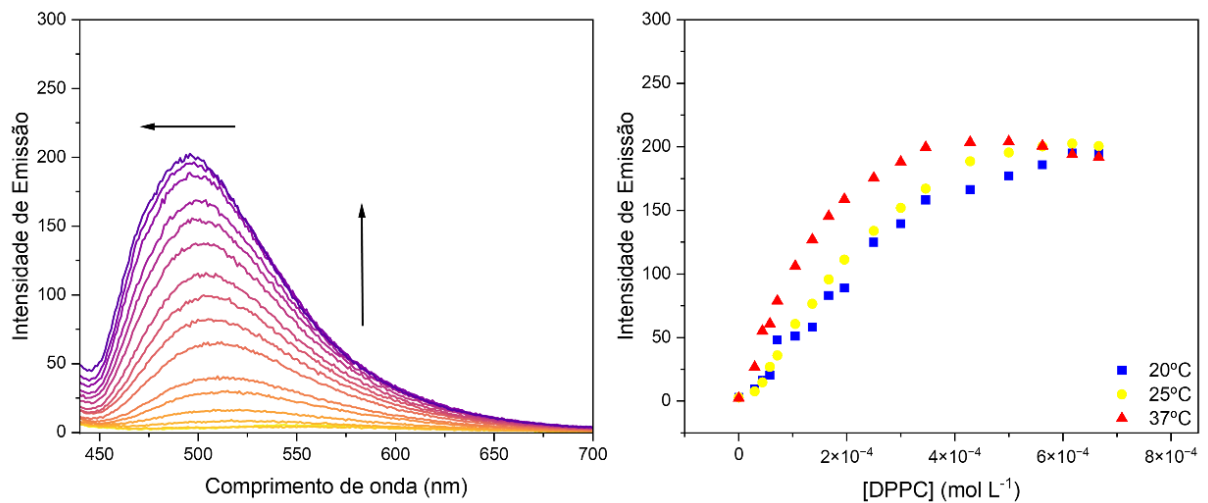 300
250
200
150
100
50
0
Intensidade de Emissão
450 500 550 600 650 700
Comprimento de onda (nm)
300
250
200
150
100
50
0
Intensidade de Emissão
20ºC
25ºC
37ºC
0 2×10⁻⁴ 4×10⁻⁴ 6×10⁻⁴ 8×10⁻⁴
[DPPC] (mol L⁻¹)